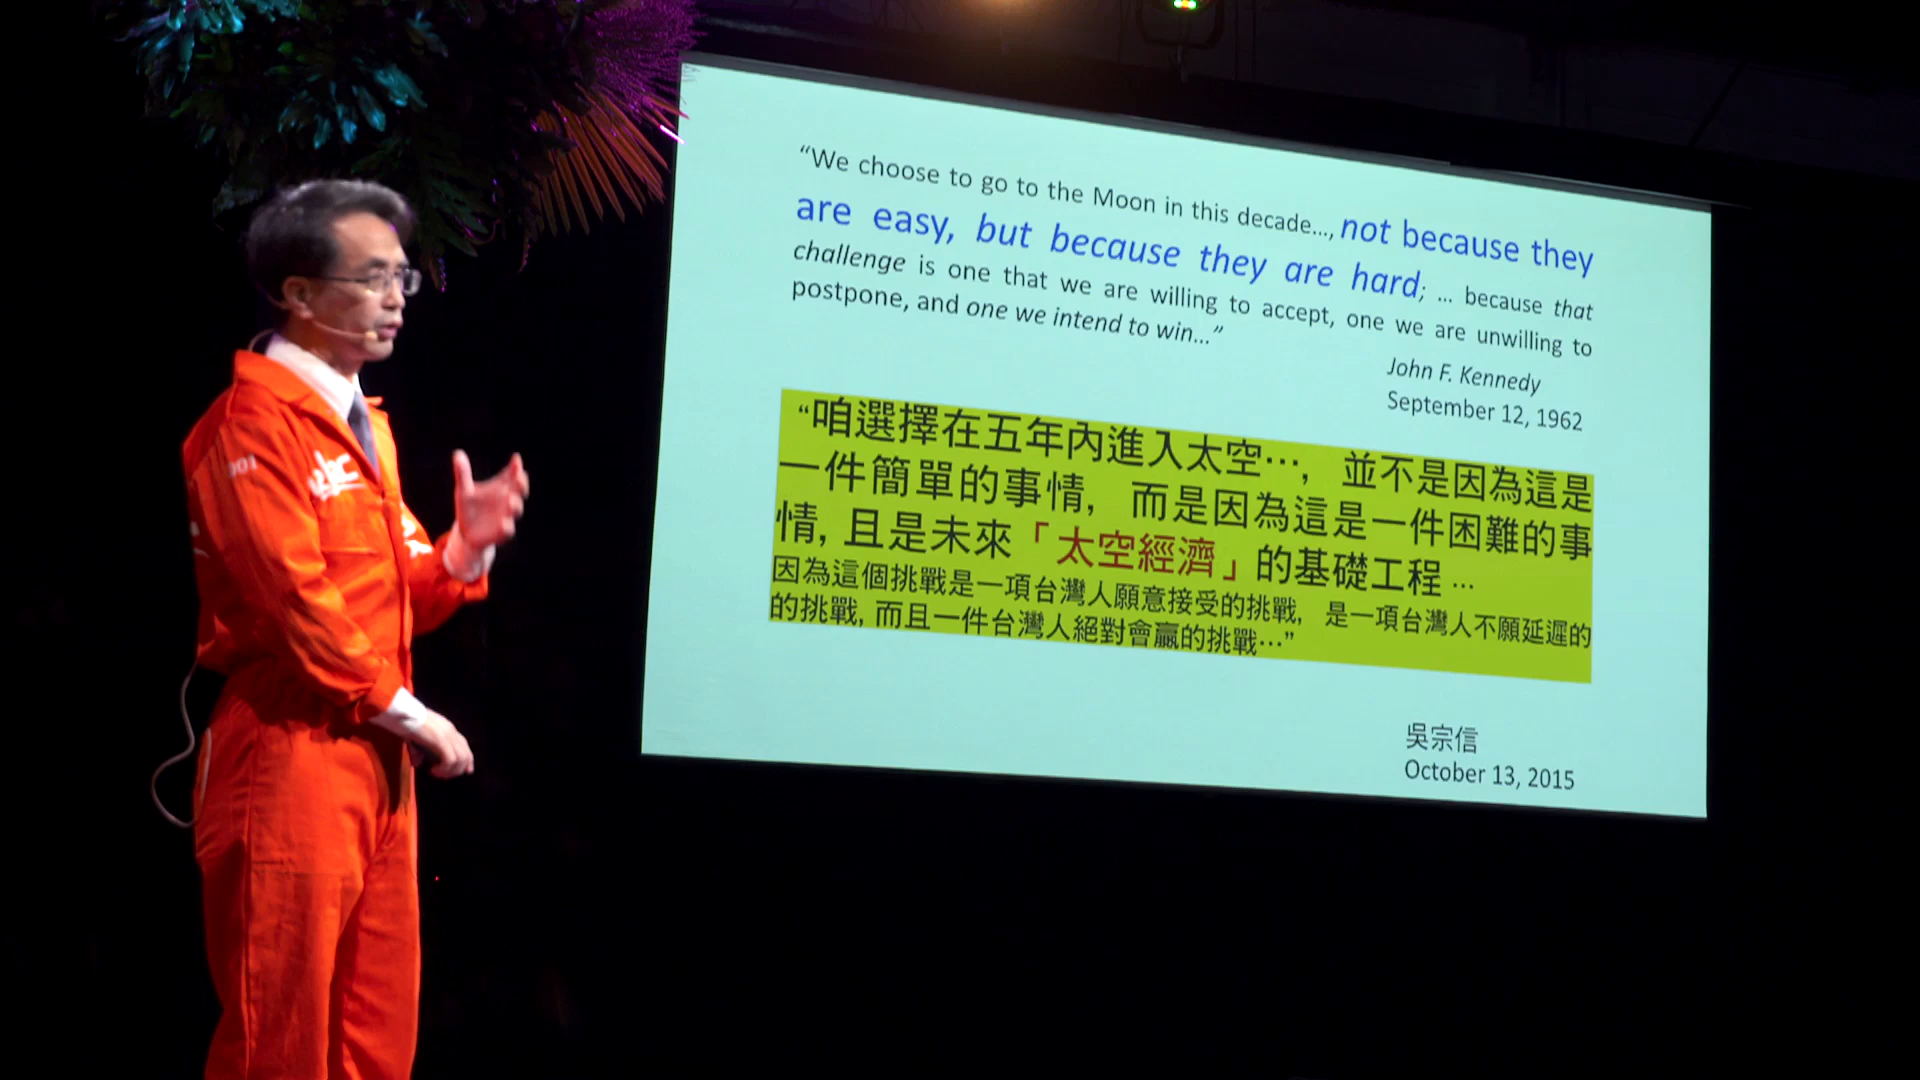 “We choose to go to the Moon in this decade…, not because they
are easy, but because they are hard; … because that
challenge is one that we are willing to accept, one we are unwilling to
postpone, and one we intend to win…”
John F. Kennedy
September 12, 1962
“咱選擇在五年內進入太空…，並不是因為這是
一件簡單的事情，而是因為這是一件困難的事
情，且是未來「太空經濟」的基礎工程…
因為這個挑戰是一項台灣人願意接受的挑戰，是一項台灣人不願延遲的
的挑戰，而且一件台灣人絕對會贏的挑戰…”
吳宗信
October 13, 2015
001